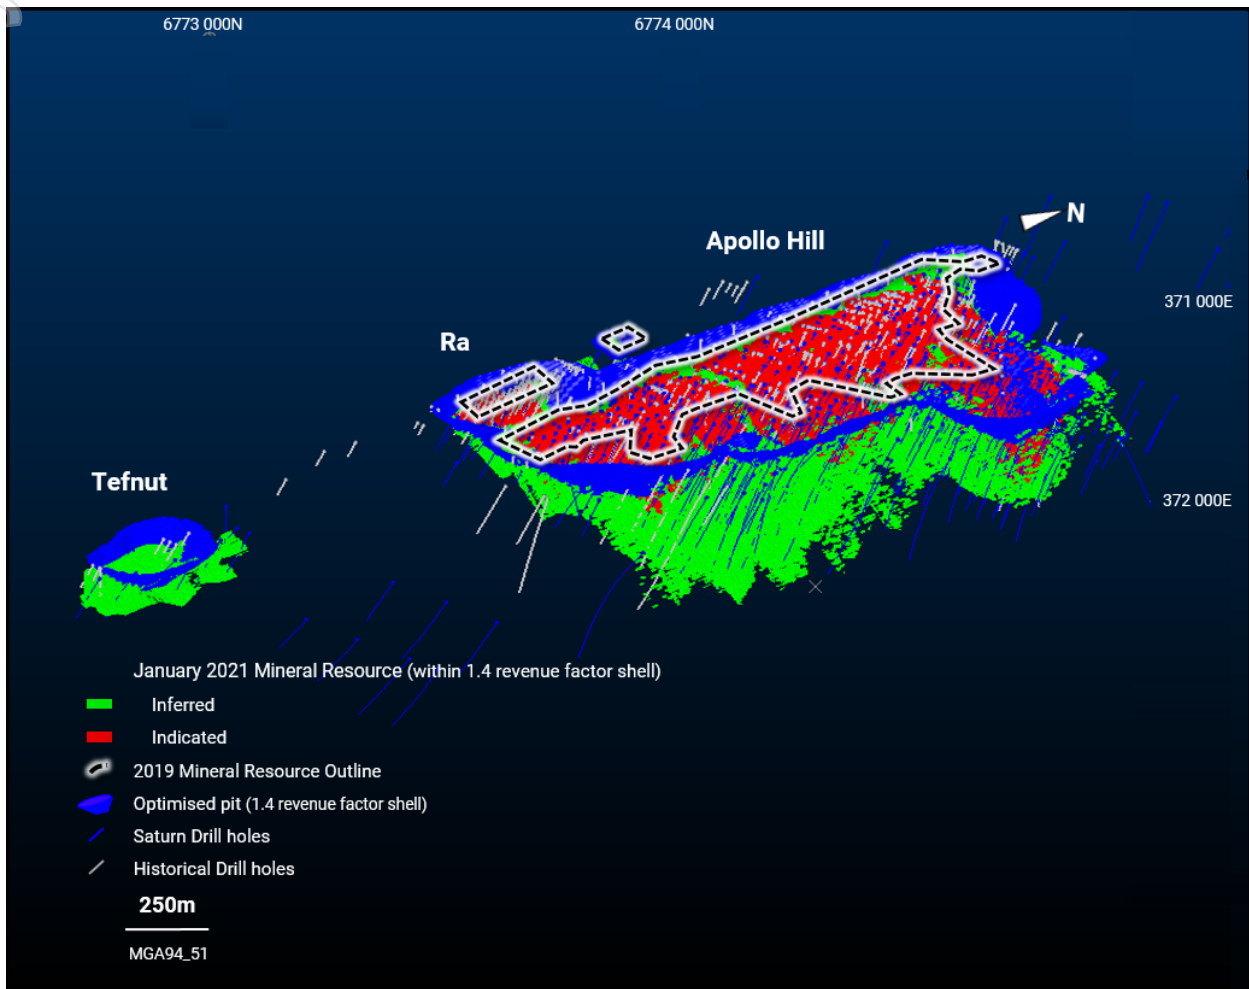 6773 000N
6774 000N
N
Apollo Hill
371 000E
Ra
Tefnut
372 000E
January 2021 Mineral Resource (within 1.4 revenue factor shell)
Inferred
Indicated
2019 Mineral Resource Outline
Optimised pit (1.4 revenue factor shell)
Saturn Drill holes
Historical Drill holes
250m
MGA94_51